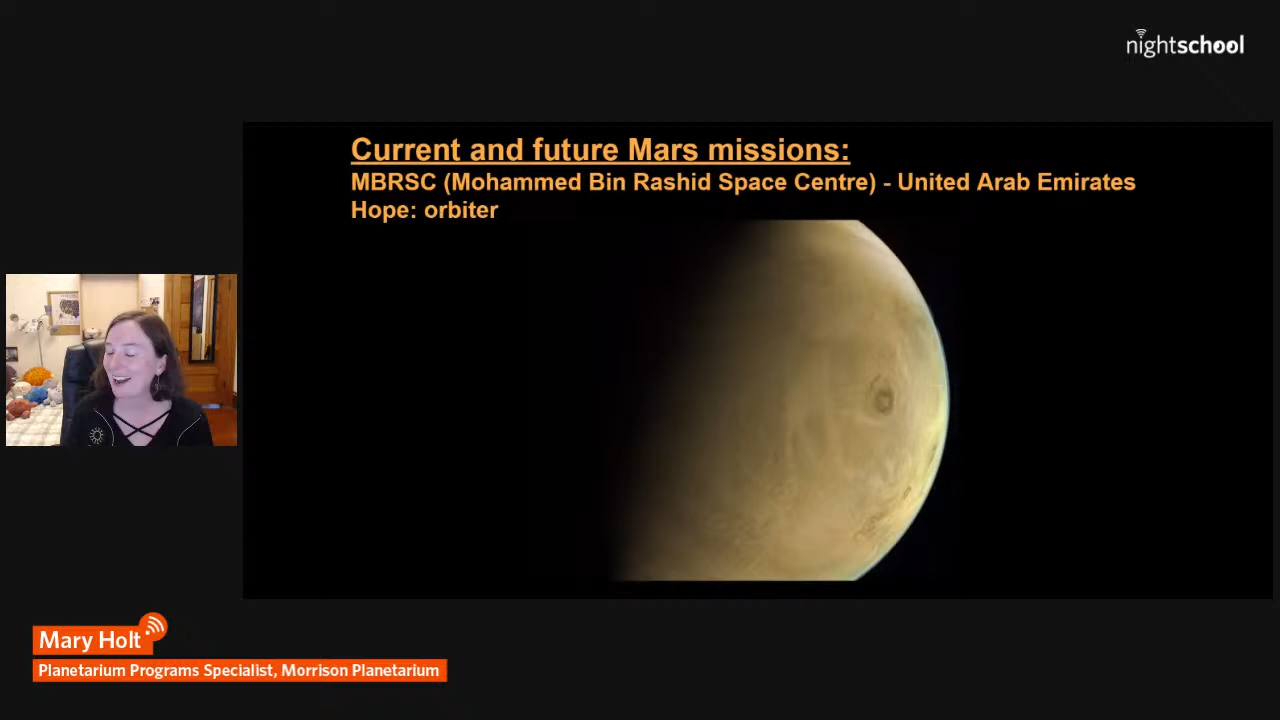 nightschool
Current and future Mars missions:
MBRSC (Mohammed Bin Rashid Space Centre) - United Arab Emirates
Hope: orbiter
Mary Holt
Planetarium Programs Specialist, Morrison Planetarium